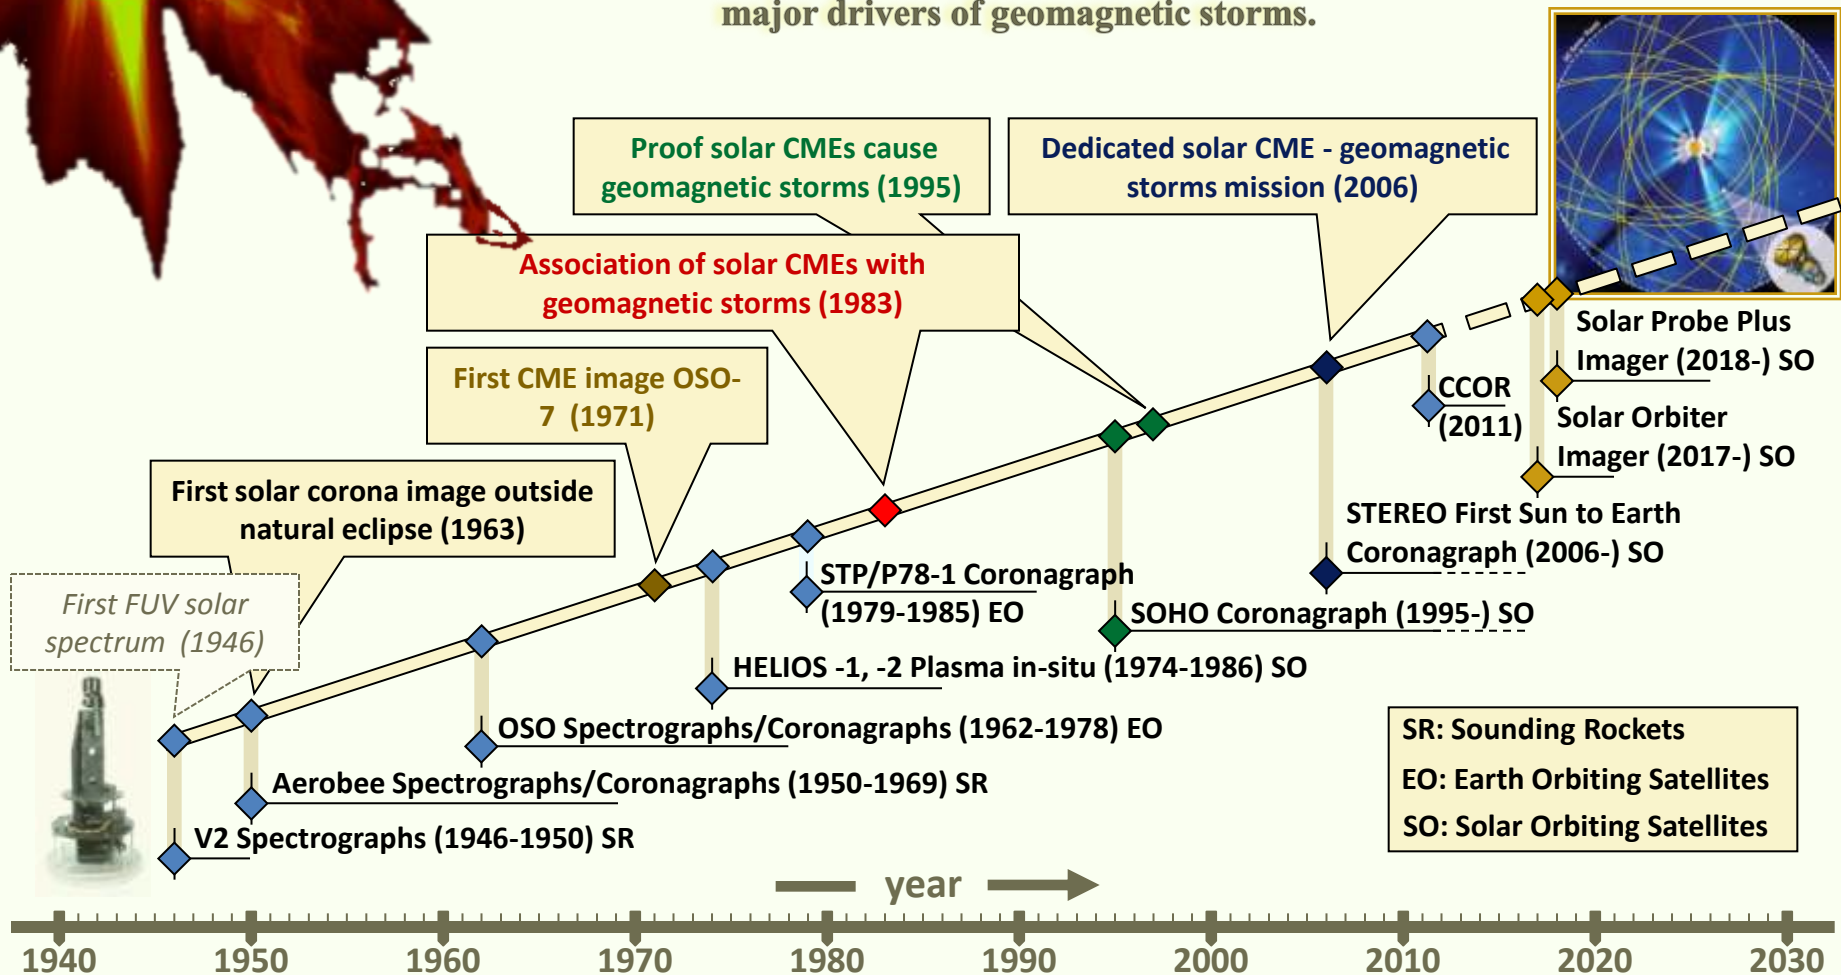 major drivers of geomagnetic storms.
Proof solar CMEs cause
geomagnetic storms (1995)
Dedicated solar CME - geomagnetic
storms mission (2006)
Association of solar CMEs with
geomagnetic storms (1983)
First CME image OSO-
7 (1971)
First solar corona image outside
natural eclipse (1963)
First FUV solar
spectrum (1946)
Solar Probe Plus
Imager (2018-) SO
CCOR
(2011)
Solar Orbiter
Imager (2017-) SO
STEREO First Sun to Earth
Coronagraph (2006-) SO
STP/P78-1 Coronagraph
(1979-1985) EO
SOHO Coronagraph (1995-) SO
HELIOS -1, -2 Plasma in-situ (1974-1986) SO
OSO Spectrographs/Coronagraphs (1962-1978) EO
Aerobee Spectrographs/Coronagraphs (1950-1969) SR
V2 Spectrographs (1946-1950) SR
SR: Sounding Rockets
EO: Earth Orbiting Satellites
SO: Solar Orbiting Satellites
year
1940 1950 1960 1970 1980 1990 2000 2010 2020 2030